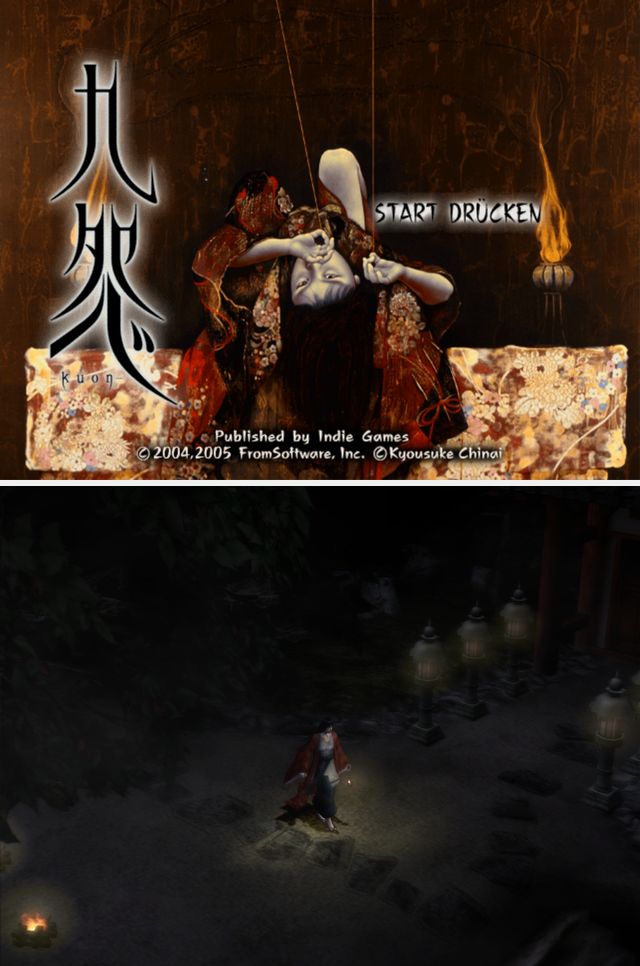 九怨
-kuon-
START DRÜCKEN
Published by Indie Games
©2004,2005 FromSoftware, Inc. ©Kyousuke Chinai